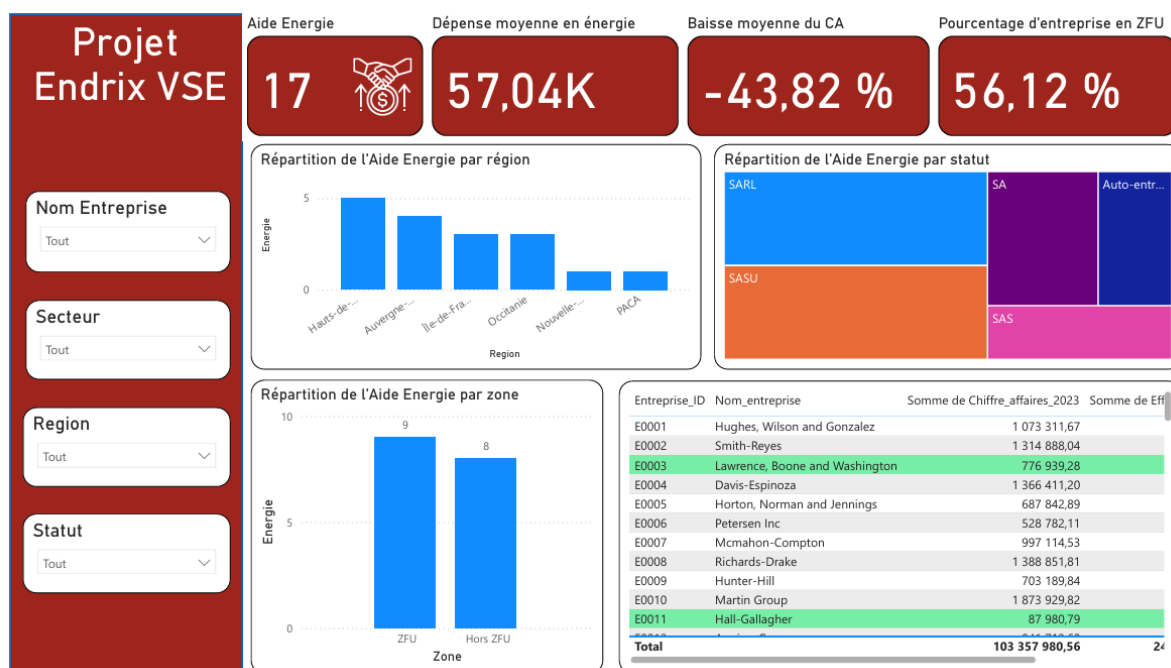 Projet
Endrix VSE
Nom Entreprise
Tout
Secteur
Tout
Region
Tout
Statut
Tout
Aide Energie
17
$
Dépense moyenne en énergie
57,04K
Baisse moyenne du CA
-43,82 %
Pourcentage d'entreprise en ZFU
56,12 %
Répartition de l'Aide Energie par région
Energie
5
0
Hauts-de-...
Auvergne-...
Île-de-Fra...
Occitanie
Nouvelle-...
PACA
Region
Répartition de l'Aide Energie par statut
SARL
SASU
SA
Auto-entr...
SAS
Répartition de l'Aide Energie par zone
Energie
10
5
0
9
8
ZFU
Hors ZFU
Zone
Entreprise_ID Nom_entreprise Somme de Chiffre_affaires_2023 Somme de Eff
E0001 Hughes, Wilson and Gonzalez 1 073 311,67
E0002 Smith-Reyes 1 314 888,04
E0003 Lawrence, Boone and Washington 776 939,28
E0004 Davis-Espinoza 1 366 411,20
E0005 Horton, Norman and Jennings 687 842,89
E0006 Petersen Inc 528 782,11
E0007 Mcmahon-Compton 997 114,53
E0008 Richards-Drake 1 388 851,81
E0009 Hunter-Hill 703 189,84
E0010 Martin Group 1 873 929,82
E0011 Hall-Gallagher 87 980,79
Total 103 357 980,56 24